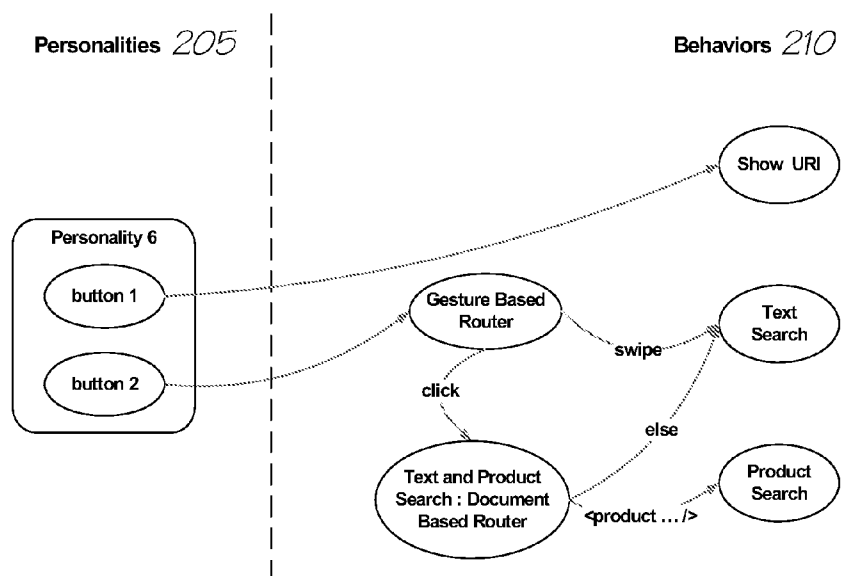 Personalities 205
Behaviors 210
Show URI
Personality 6
button 1
button 2
Gesture Based
Router
swipe
Text
Search
click
else
Text and Product
Search : Document
Based Router
<product ... />
Product
Search